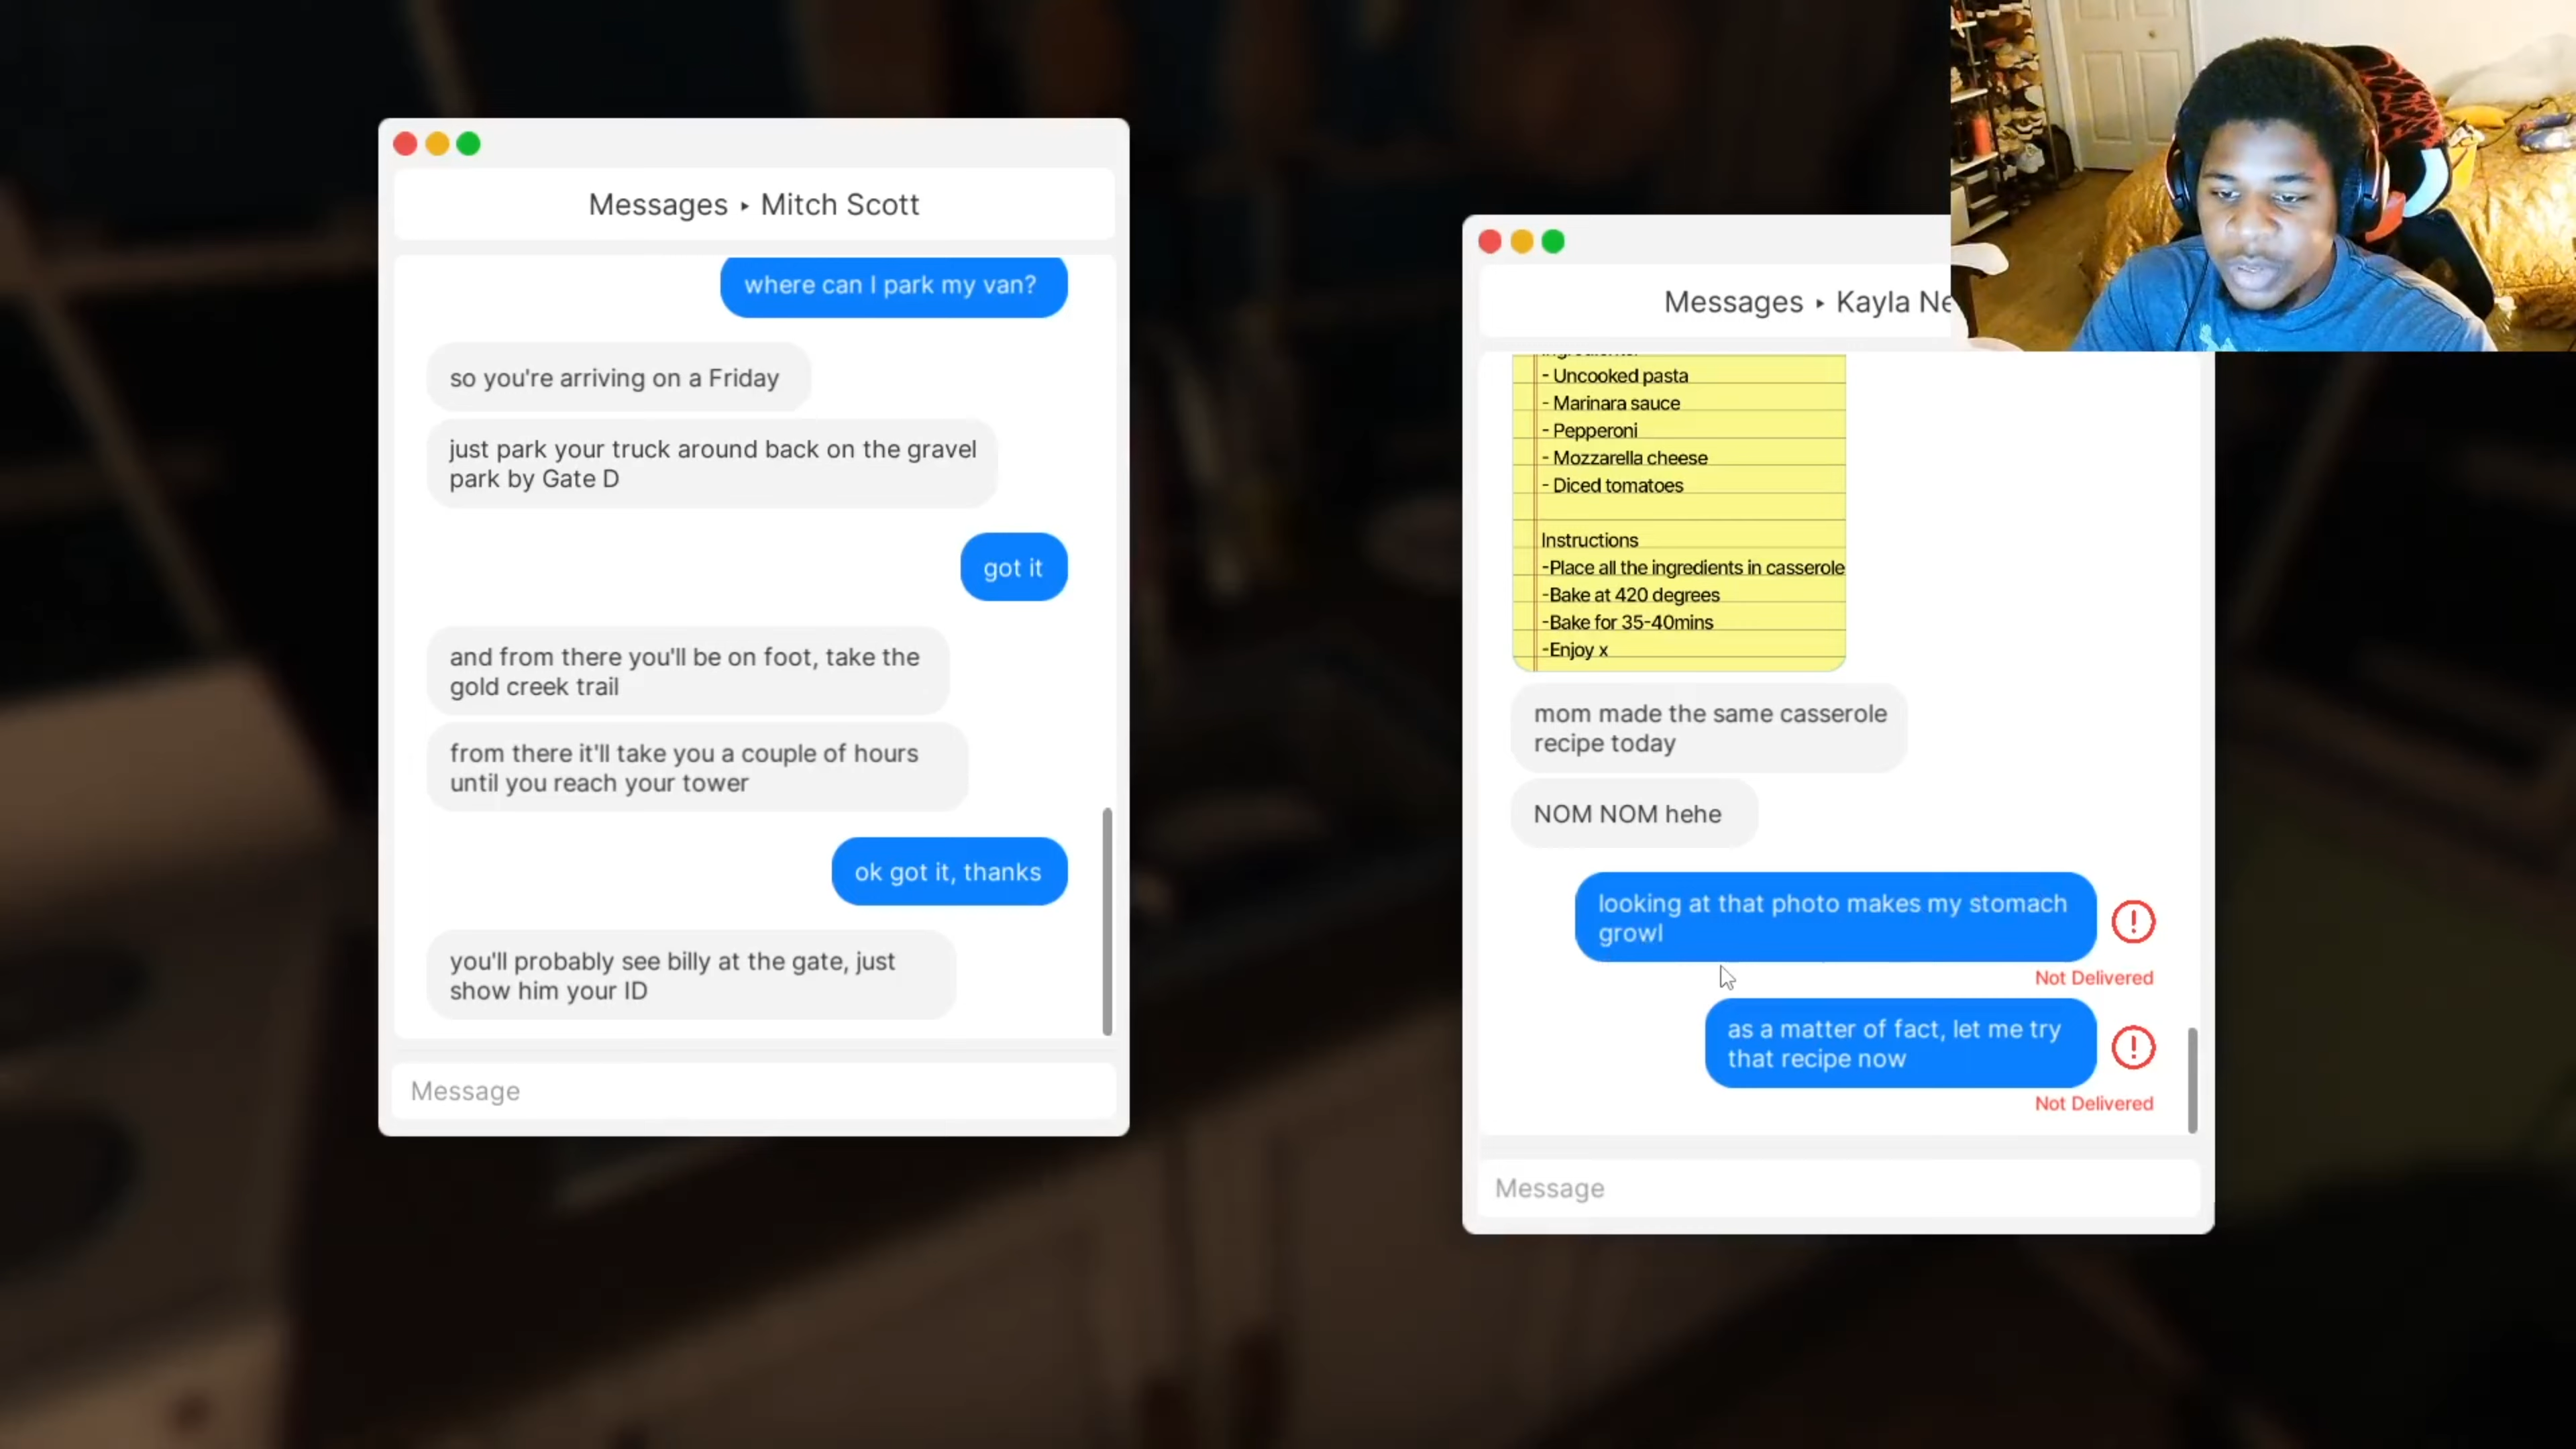 Messages ▸ Mitch Scott
where can I park my van?
so you're arriving on a Friday
just park your truck around back on the gravel
park by Gate D
got it
and from there you'll be on foot, take the
gold creek trail
from there it'll take you a couple of hours
until you reach your tower
ok got it, thanks
you'll probably see billy at the gate, just
show him your ID
Message
Messages ▸ Kayla Ne
- Uncooked pasta
- Marinara sauce
- Pepperoni
- Mozzarella cheese
- Diced tomatoes
Instructions
-Place all the ingredients in casserole
-Bake at 420 degrees
-Bake for 35-40mins
-Enjoy x
mom made the same casserole
recipe today
NOM NOM hehe
looking at that photo makes my stomach
growl
Not Delivered
as a matter of fact, let me try
that recipe now
Not Delivered
Message